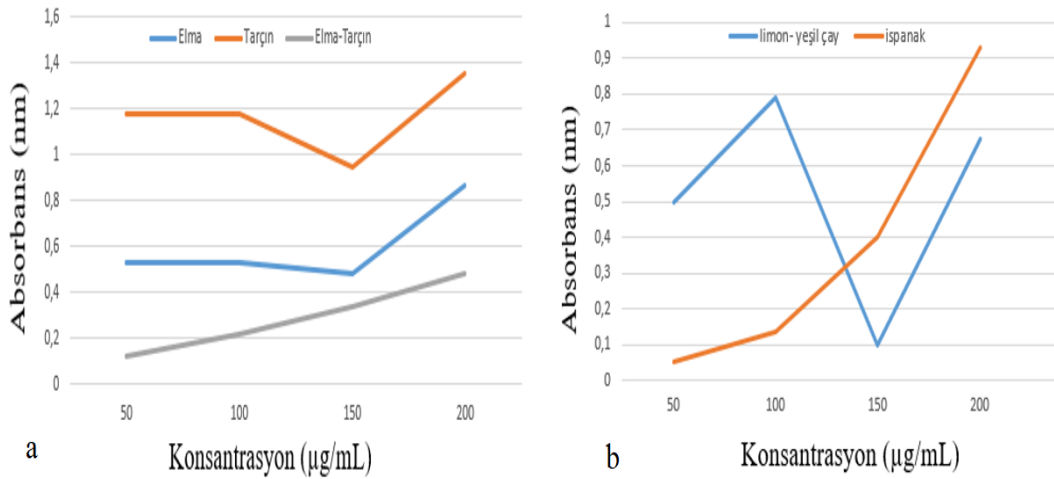 1,6
Elma Tarçın Elma-Tarçın
1,4
1,2
1
0,8
0,6
0,4
0,2
0
50 100 150 200
Absorbans (nm)
Konsantrasyon (µg/mL)
a
1
limon- yeşil çay ispanak
0,9
0,8
0,7
0,6
0,5
0,4
0,3
0,2
0,1
0
50 100 150 200
Absorbans (nm)
Konsantrasyon (µg/mL)
b